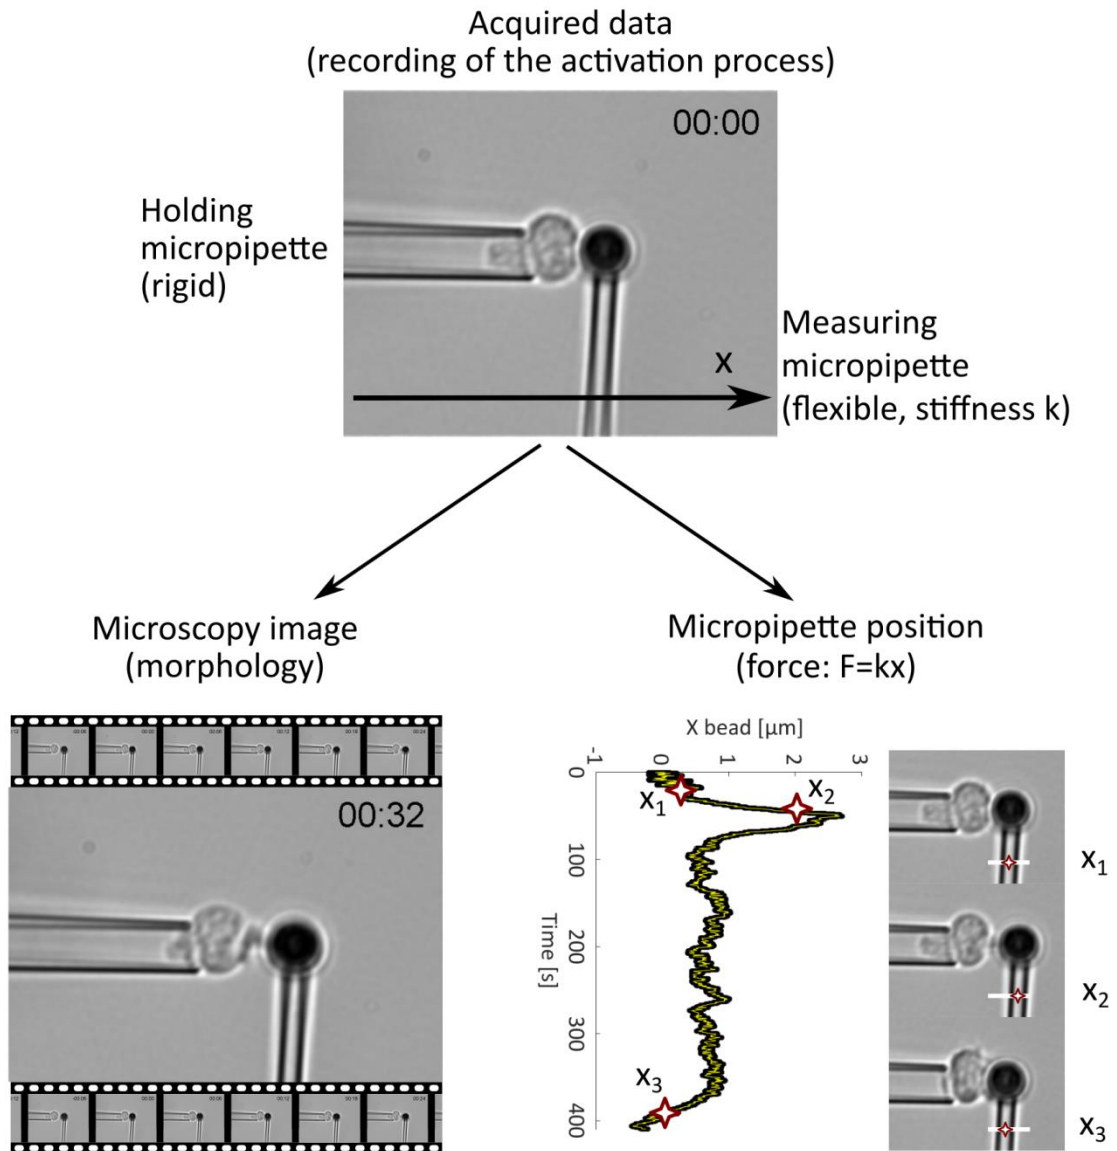 Acquired data
(recording of the activation process)
00:00
Holding
micropipette
(rigid)
Measuring
micropipette
(flexible, stiffness k)
x
Microscopy image
(morphology)
Micropipette position
(force: F=kx)
00:32
X bead [μm]
-1 0 1 2 3
0
100
200
300
400
Time [s]
x1
x2
x3
x1
x2
x3